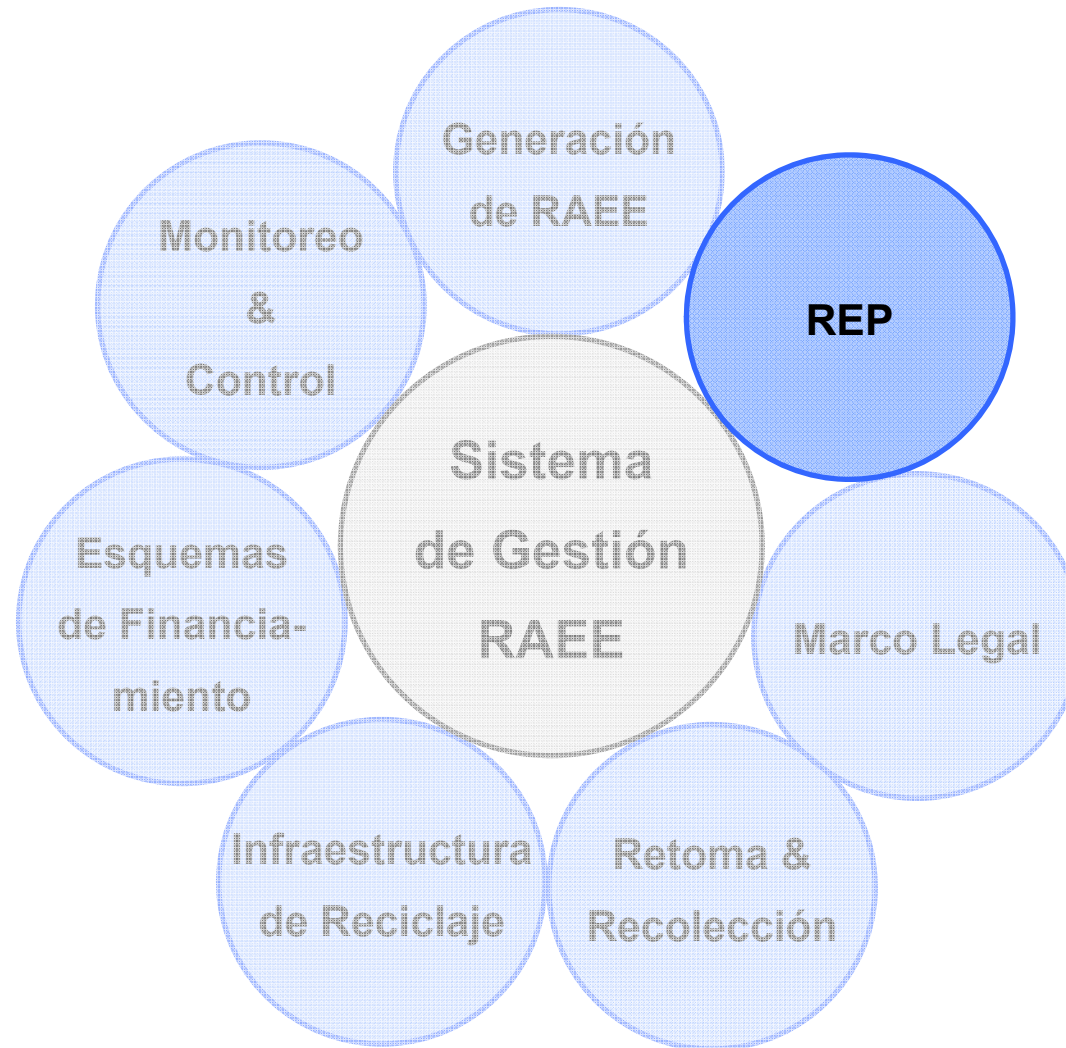 Generación
de RAEE
REP
Monitoreo
&
Control
Sistema
de Gestión
RAEE
Esquemas
de Financia-
miento
Marco Legal
Infraestructura
de Reciclaje
Retoma &
Recolección